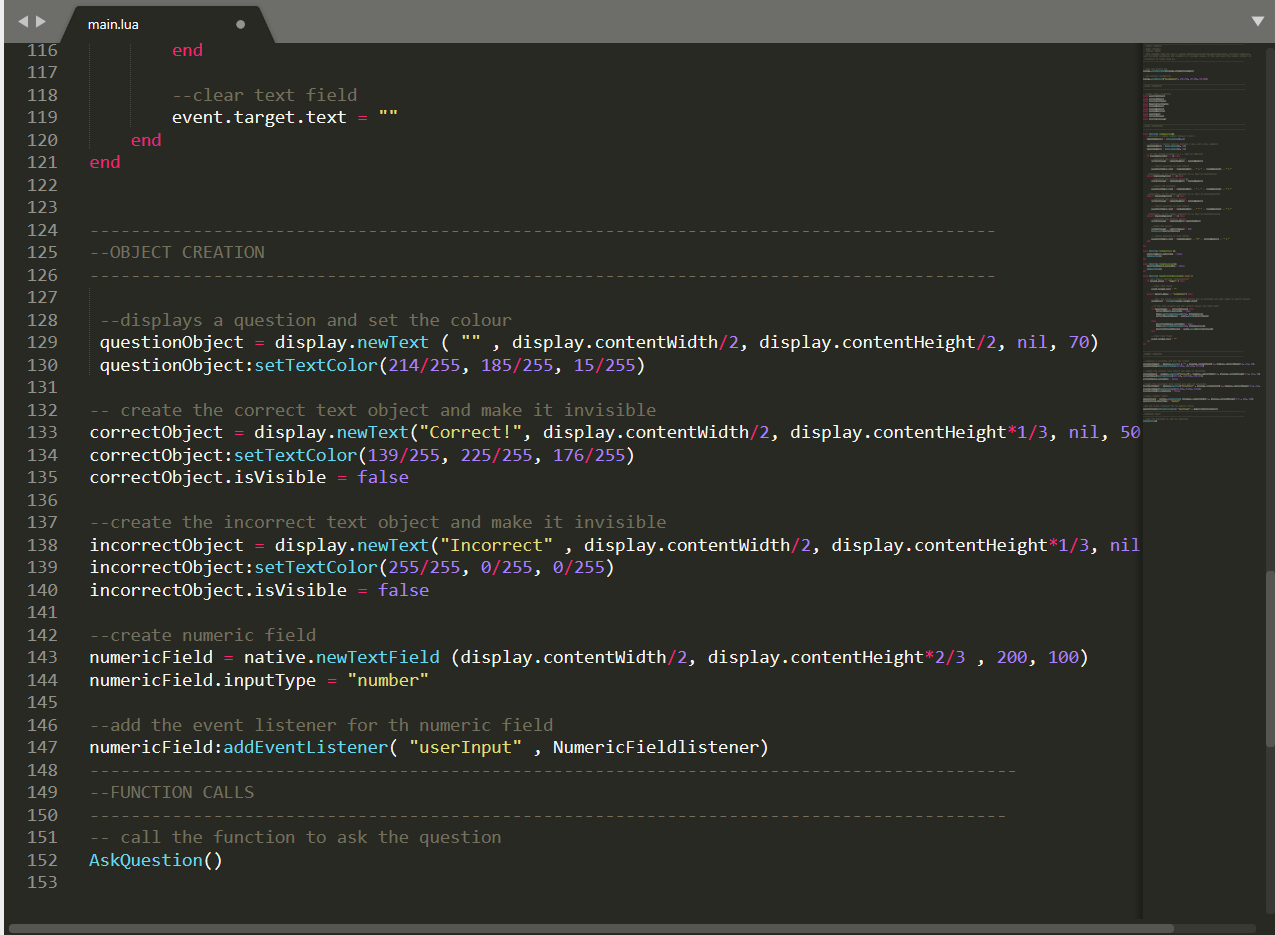 main.lua
116 end
117
118 --clear text field
119 event.target.text = ""
120 end
121 end
122
123
124 ----------------------------------------------------------------------------------------
125 --OBJECT CREATION
126 ----------------------------------------------------------------------------------------
127
128 --displays a question and set the colour
129 questionObject = display.newText ( "" , display.contentWidth/2, display.contentHeight/2, nil, 70)
130 questionObject:setTextColor(214/255, 185/255, 15/255)
131
132 -- create the correct text object and make it invisible
133 correctObject = display.newText("Correct!", display.contentWidth/2, display.contentHeight*1/3, nil, 50
134 correctObject:setTextColor(139/255, 225/255, 176/255)
135 correctObject.isVisible = false
136
137 --create the incorrect text object and make it invisible
138 incorrectObject = display.newText("Incorrect" , display.contentWidth/2, display.contentHeight*1/3, nil
139 incorrectObject:setTextColor(255/255, 0/255, 0/255)
140 incorrectObject.isVisible = false
141
142 --create numeric field
143 numericField = native.newTextField (display.contentWidth/2, display.contentHeight*2/3 , 200, 100)
144 numericField.inputType = "number"
145
146 --add the event listener for th numeric field
147 numericField:addEventListener( "userInput" , NumericFieldlistener)
148 ------------------------------------------------------------------------------------------
149 --FUNCTION CALLS
150 -----------------------------------------------------------------------------------------
151 -- call the function to ask the question
152 AskQuestion()
153